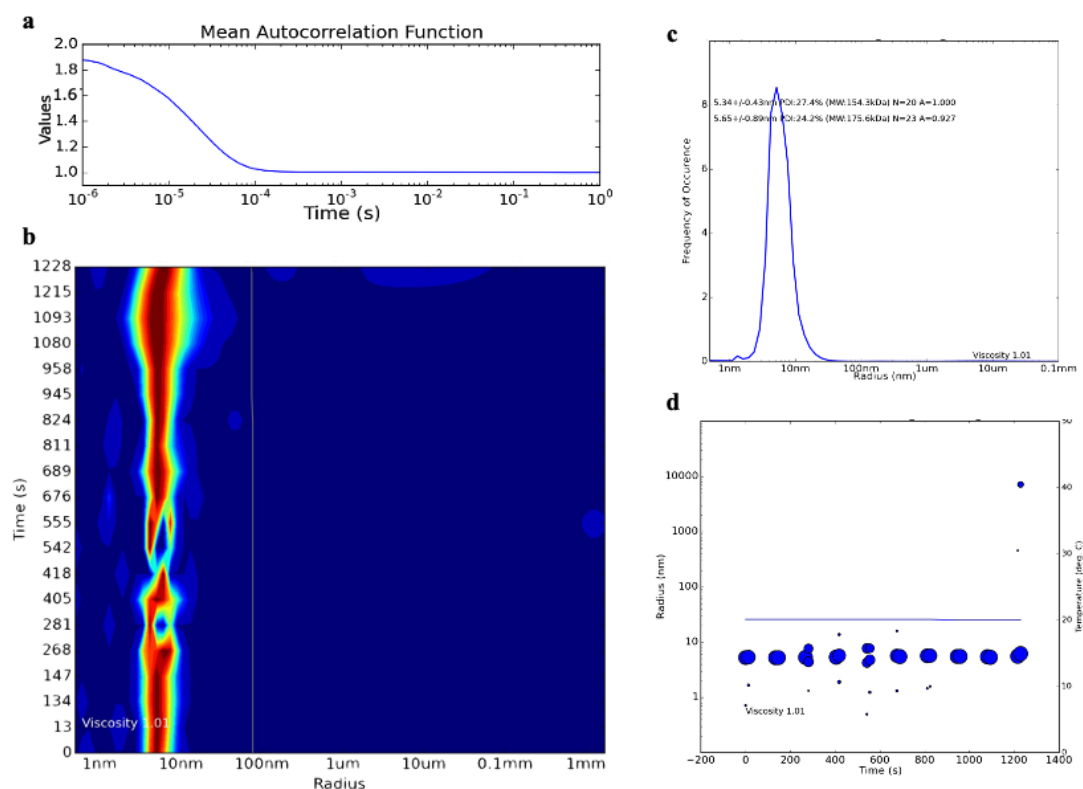 a
Mean Autocorrelation Function
2.0
1.8
1.6
1.4
1.2
1.0
Values
10^-6 10^-5 10^-4 10^-3 10^-2 10^-1 10^0
Time (s)
b
1228
1215
1093
1080
958
945
824
811
689
676
555
542
418
405
281
268
147
134
13
0
Time (s)
Viscosity 1.01
1nm 10nm 100nm 1um 10um 0.1mm 1mm
Radius
c
8
6
4
2
0
Frequency of Occurence
5.34+/-0.43nm PDI:27.4% (MW:154.3kDa) N=20 A=1.000
5.65+/-0.89nm PDI:24.2% (MW:175.6kDa) N=23 A=0.927
Viscosity 1.01
1nm 10nm 100nm 1um 10um 0.1mm
Radius (nm)
d
10000
1000
100
10
1
Radius (nm)
50
40
30
20
10
0
Temperature (deg. C)
Viscosity 1.01
−200 0 200 400 600 800 1000 1200 1400
Time (s)